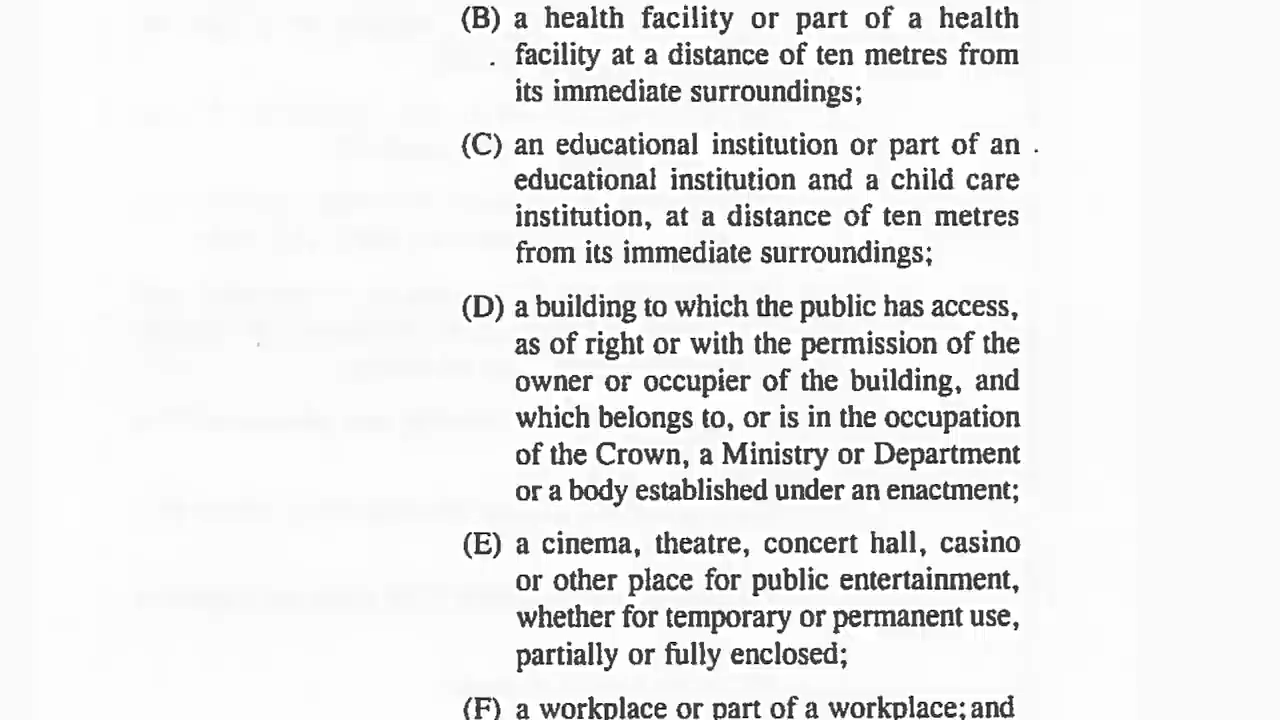 (B) a health facility or part of a health
facility at a distance of ten metres from
its immediate surroundings;
(C) an educational institution or part of an
educational institution and a child care
institution, at a distance of ten metres
from its immediate surroundings;
(D) a building to which the public has access,
as of right or with the permission of the
owner or occupier of the building, and
which belongs to, or is in the occupation
of the Crown, a Ministry or Department
or a body established under an enactment;
(E) a cinema, theatre, concert hall, casino
or other place for public entertainment,
whether for temporary or permanent use,
partially or fully enclosed;
(F) a workplace or part of a workplace; and